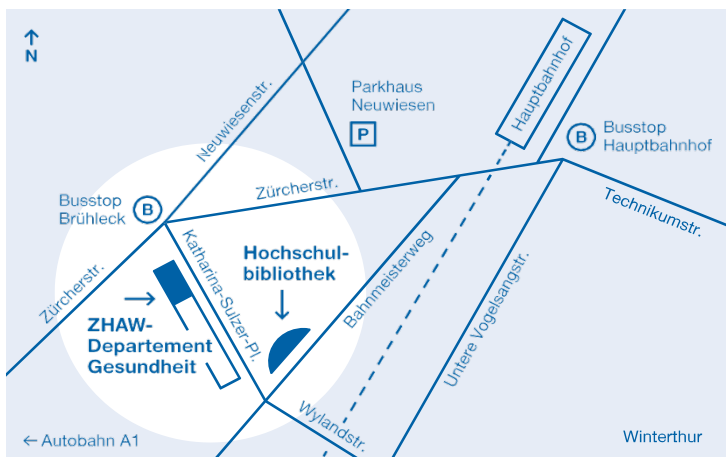 N
Neuwiesenstr.
Parkhaus
Neuwiesen
P
Hauptbahnhof
B
Busstop
Hauptbahnhof
Busstop
Brühleck
B
Zürcherstr.
Technikumstr.
Zürcherstr.
Katharina-Sulzer-Pl.
Hochschul-
bibliothek
Bahnmeisterweg
Untere Vogelsangstr.
ZHAW-
Departement
Gesundheit
Wylandstr.
← Autobahn A1
Winterthur